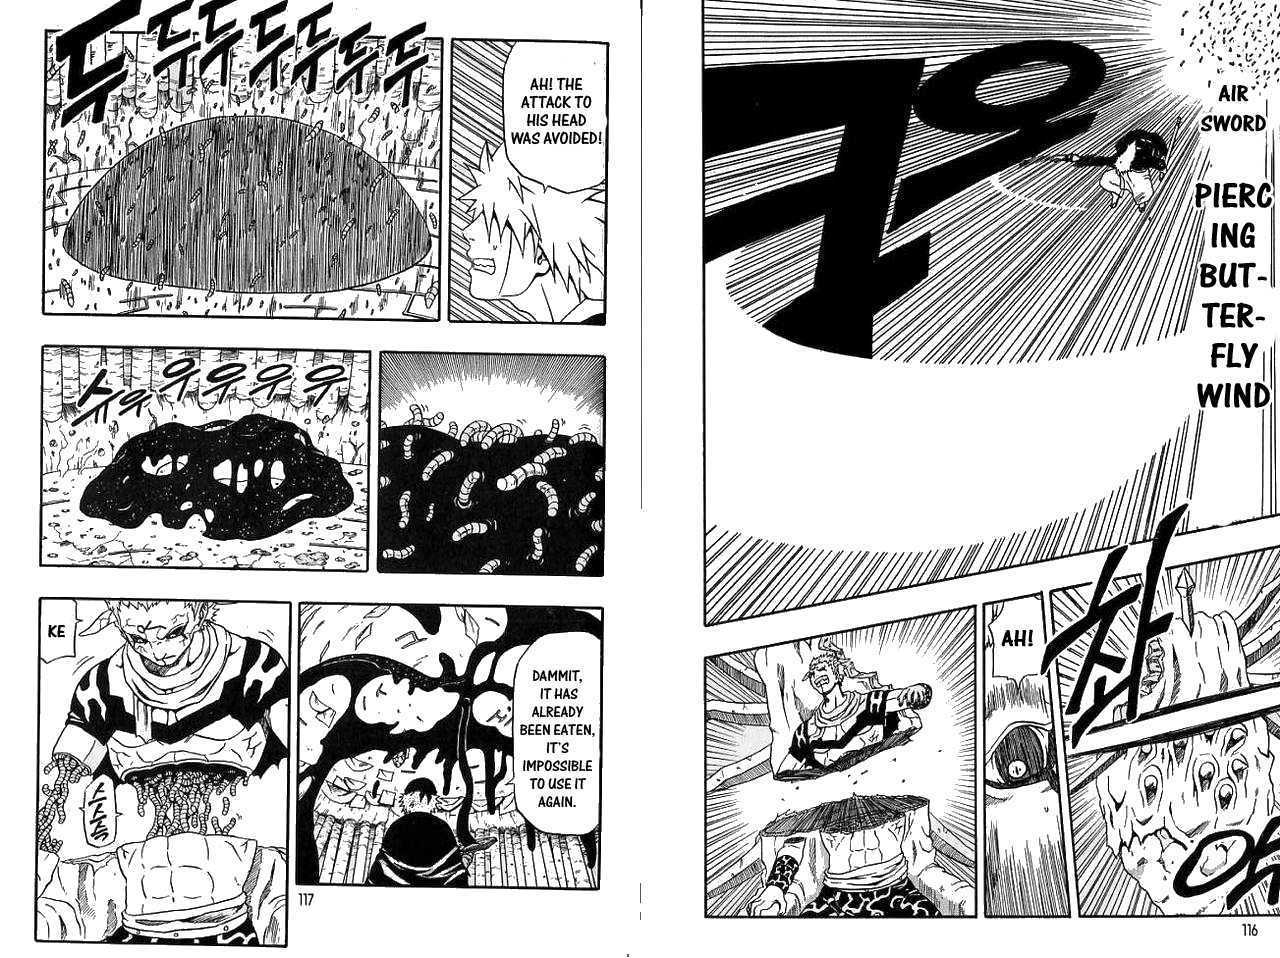 AIR
SWORD
PIERC
ING
BUT-
TER-
FLY
WIND
AH!
116
AH! THE
ATTACK TO
HIS HEAD
WAS AVOIDED!
두두두두두두두
슈우우우우우
DAMMIT,
IT HAS
ALREADY
BEEN EATEN,
IT'S
IMPOSSIBLE
TO USE IT
AGAIN.
KE
117